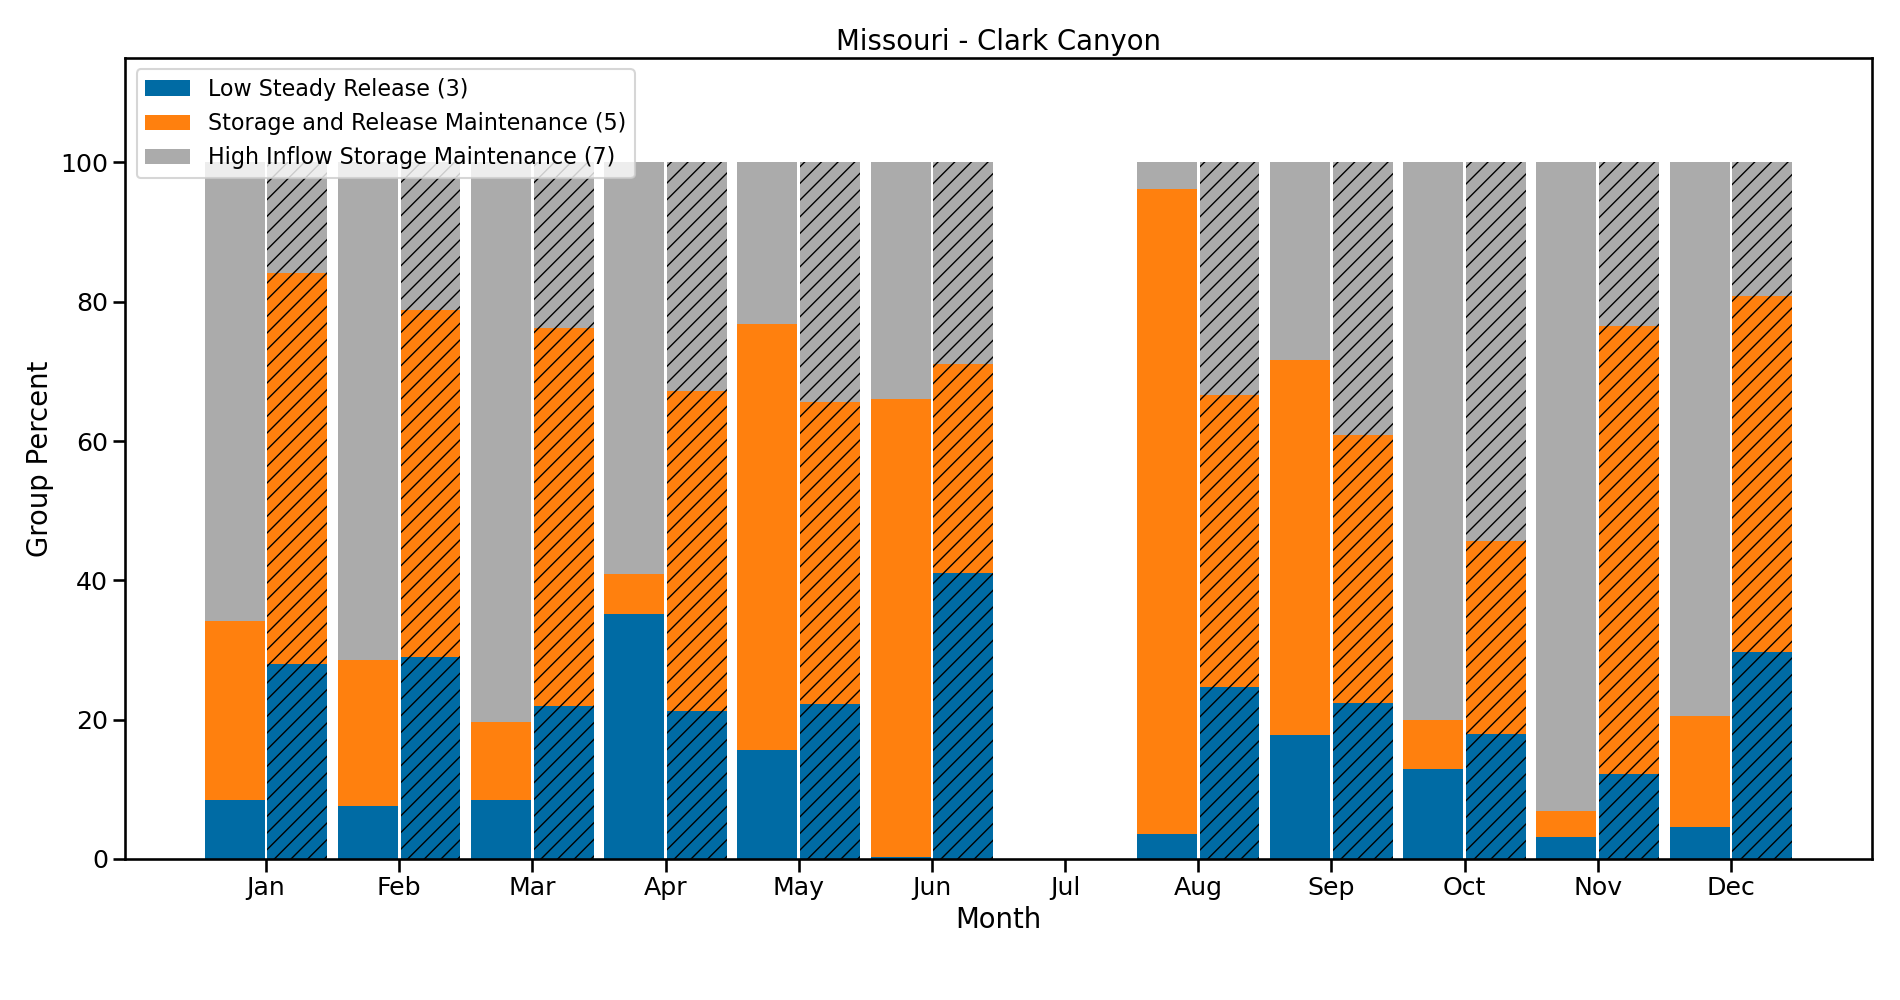 Missouri - Clark Canyon
Low Steady Release (3)
Storage and Release Maintenance (5)
High Inflow Storage Maintenance (7)
100
80
60
40
20
0
Group Percent
Jan Feb Mar Apr May Jun Jul Aug Sep Oct Nov Dec
Month